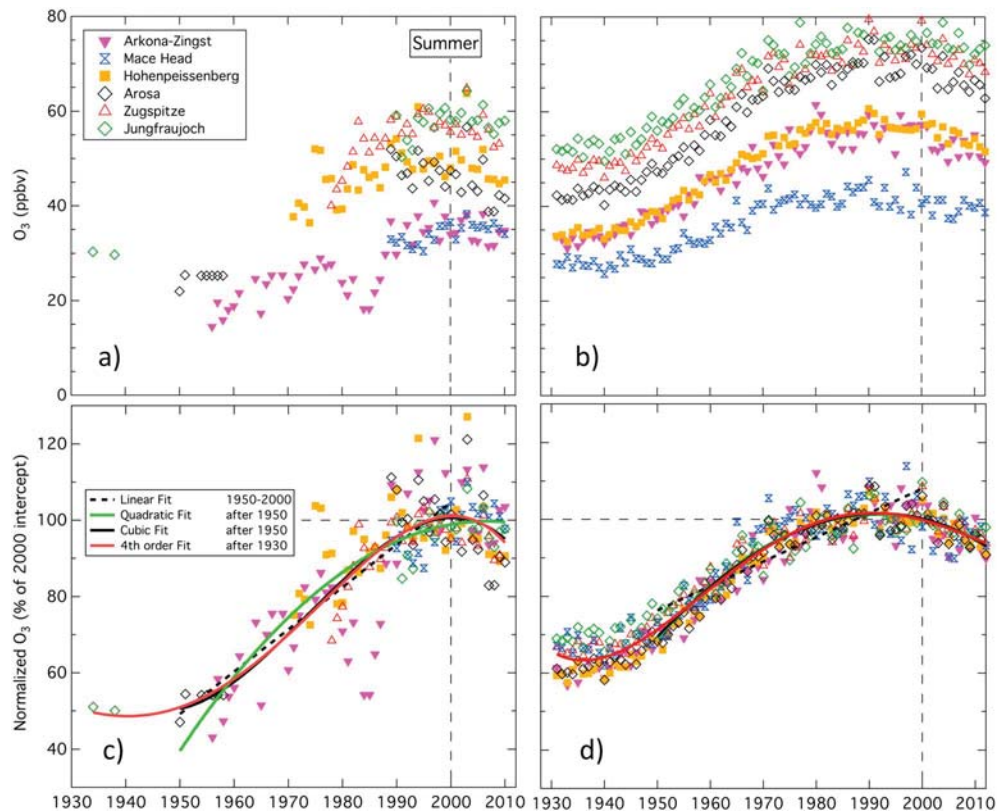 Arkona-Zingst
Mace Head
Hohenpeissenberg
Arosa
Zugspitze
Jungfraujoch
Summer
80
60
40
20
0
O3 (ppbv)
a)
b)
Linear Fit 1950-2000
Quadratic Fit after 1950
Cubic Fit after 1950
4th order Fit after 1930
120
100
80
60
40
Normalized O3 (% of 2000 intercept)
c)
d)
1930 1940 1950 1960 1970 1980 1990 2000 2010
1930 1940 1950 1960 1970 1980 1990 2000 2010